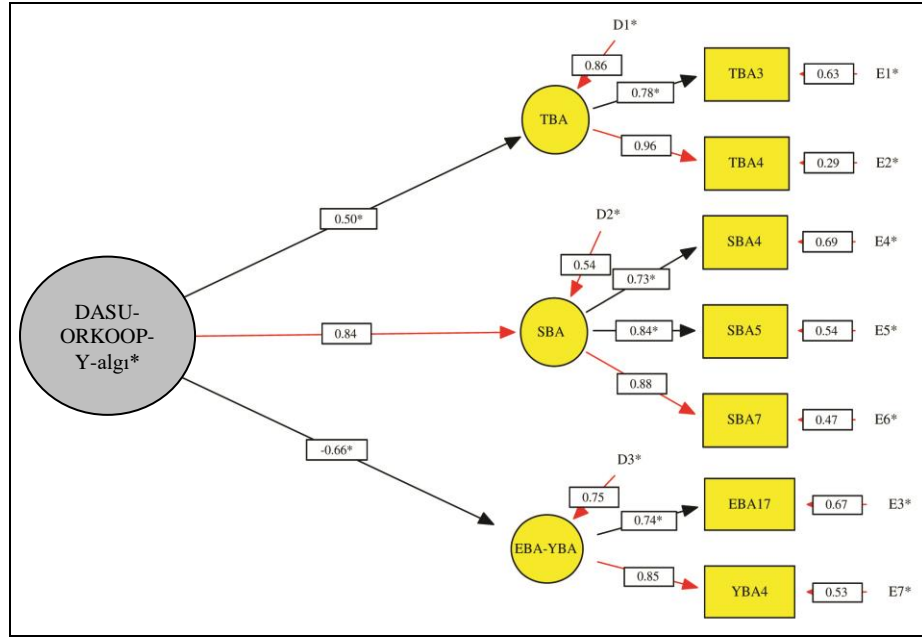 D1*
0.86
TBA
0.78*
TBA3
0.63
E1*
0.96
TBA4
0.29
E2*
0.50*
D2*
0.54
0.73*
SBA4
0.69
E4*
DASU-
ORKOOP-
Y-algı*
0.84
SBA
0.84*
SBA5
0.54
E5*
0.88
SBA7
0.47
E6*
-0.66*
D3*
0.75
EBA-YBA
0.74*
EBA17
0.67
E3*
0.85
YBA4
0.53
E7*